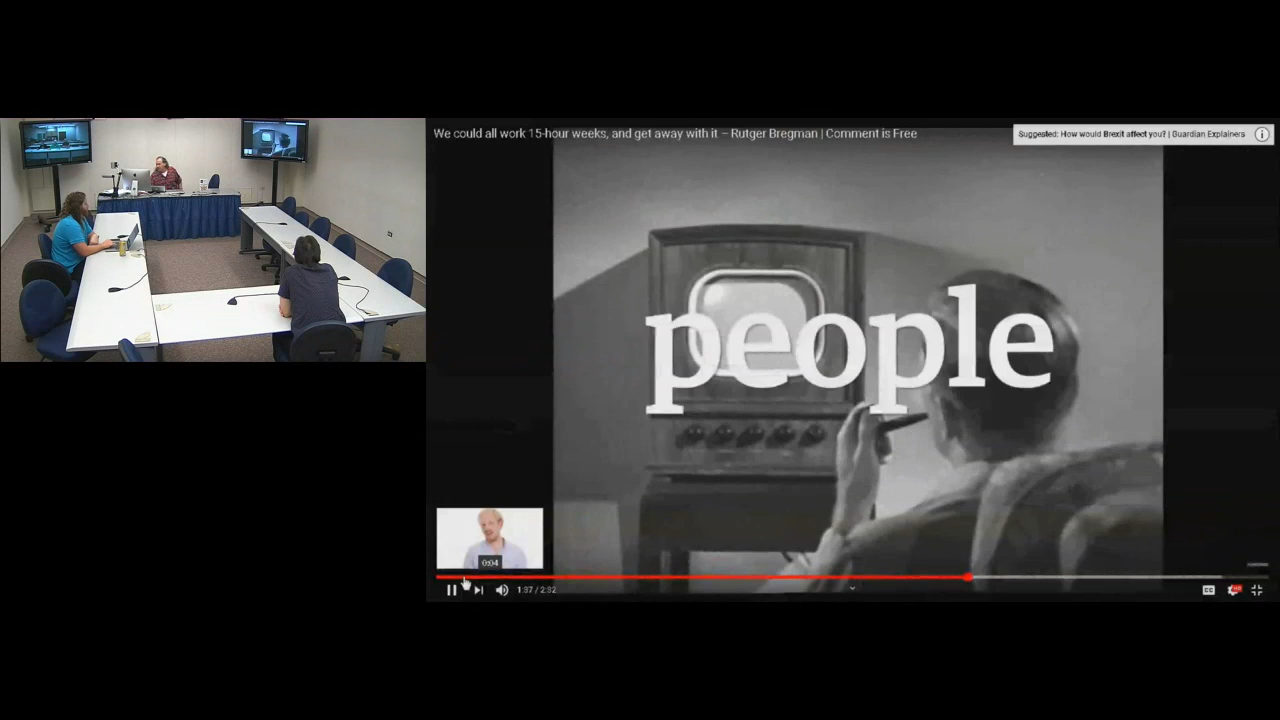 We could all work 15-hour weeks, and get away with it – Rutger Bregman | Comment is Free
Suggested: How would Brexit affect you? | Guardian Explainers
people
0:04
1:37 / 2:32